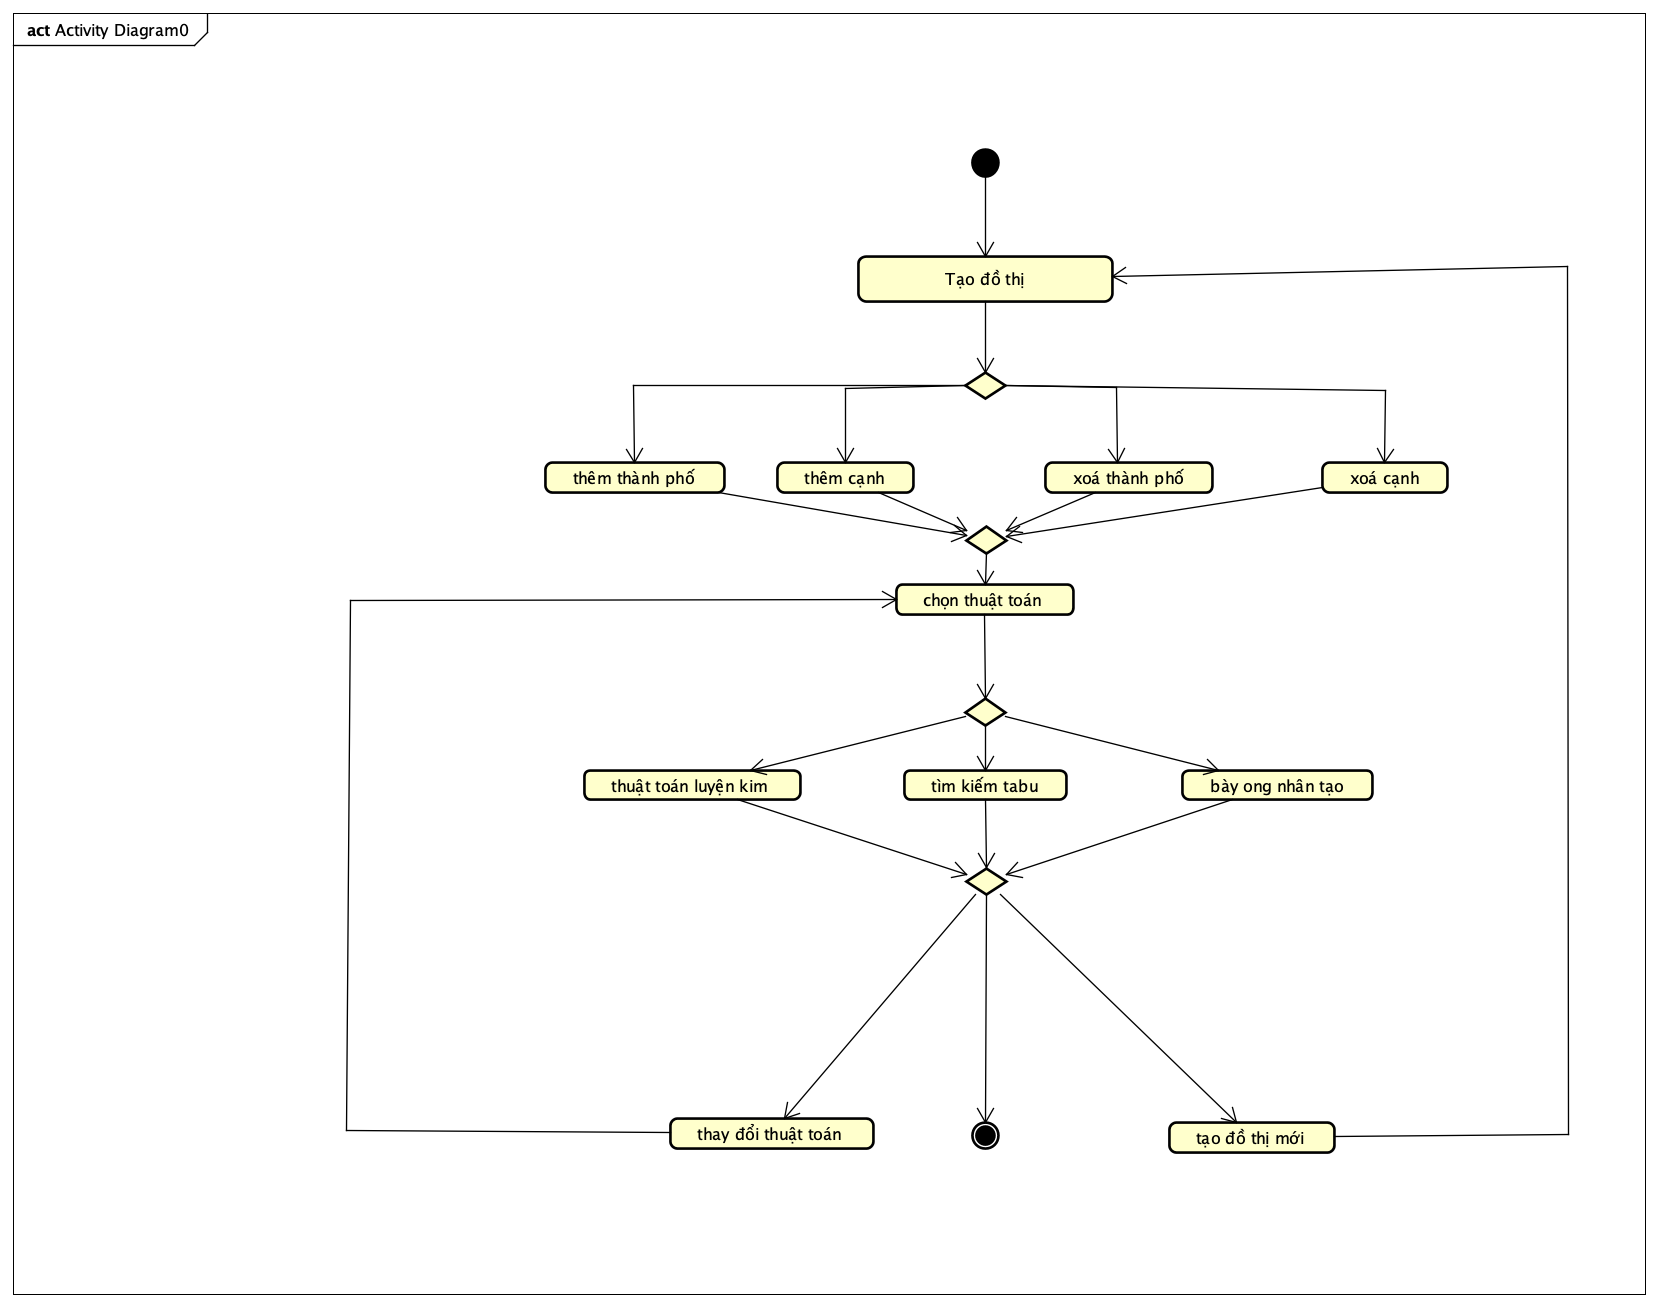 act Activity Diagram0
Tạo đồ thị
thêm thành phố
thêm cạnh
xoá thành phố
xoá cạnh
chọn thuật toán
thuật toán luyện kim
tìm kiếm tabu
bày ong nhân tạo
thay đổi thuật toán
tạo đồ thị mới